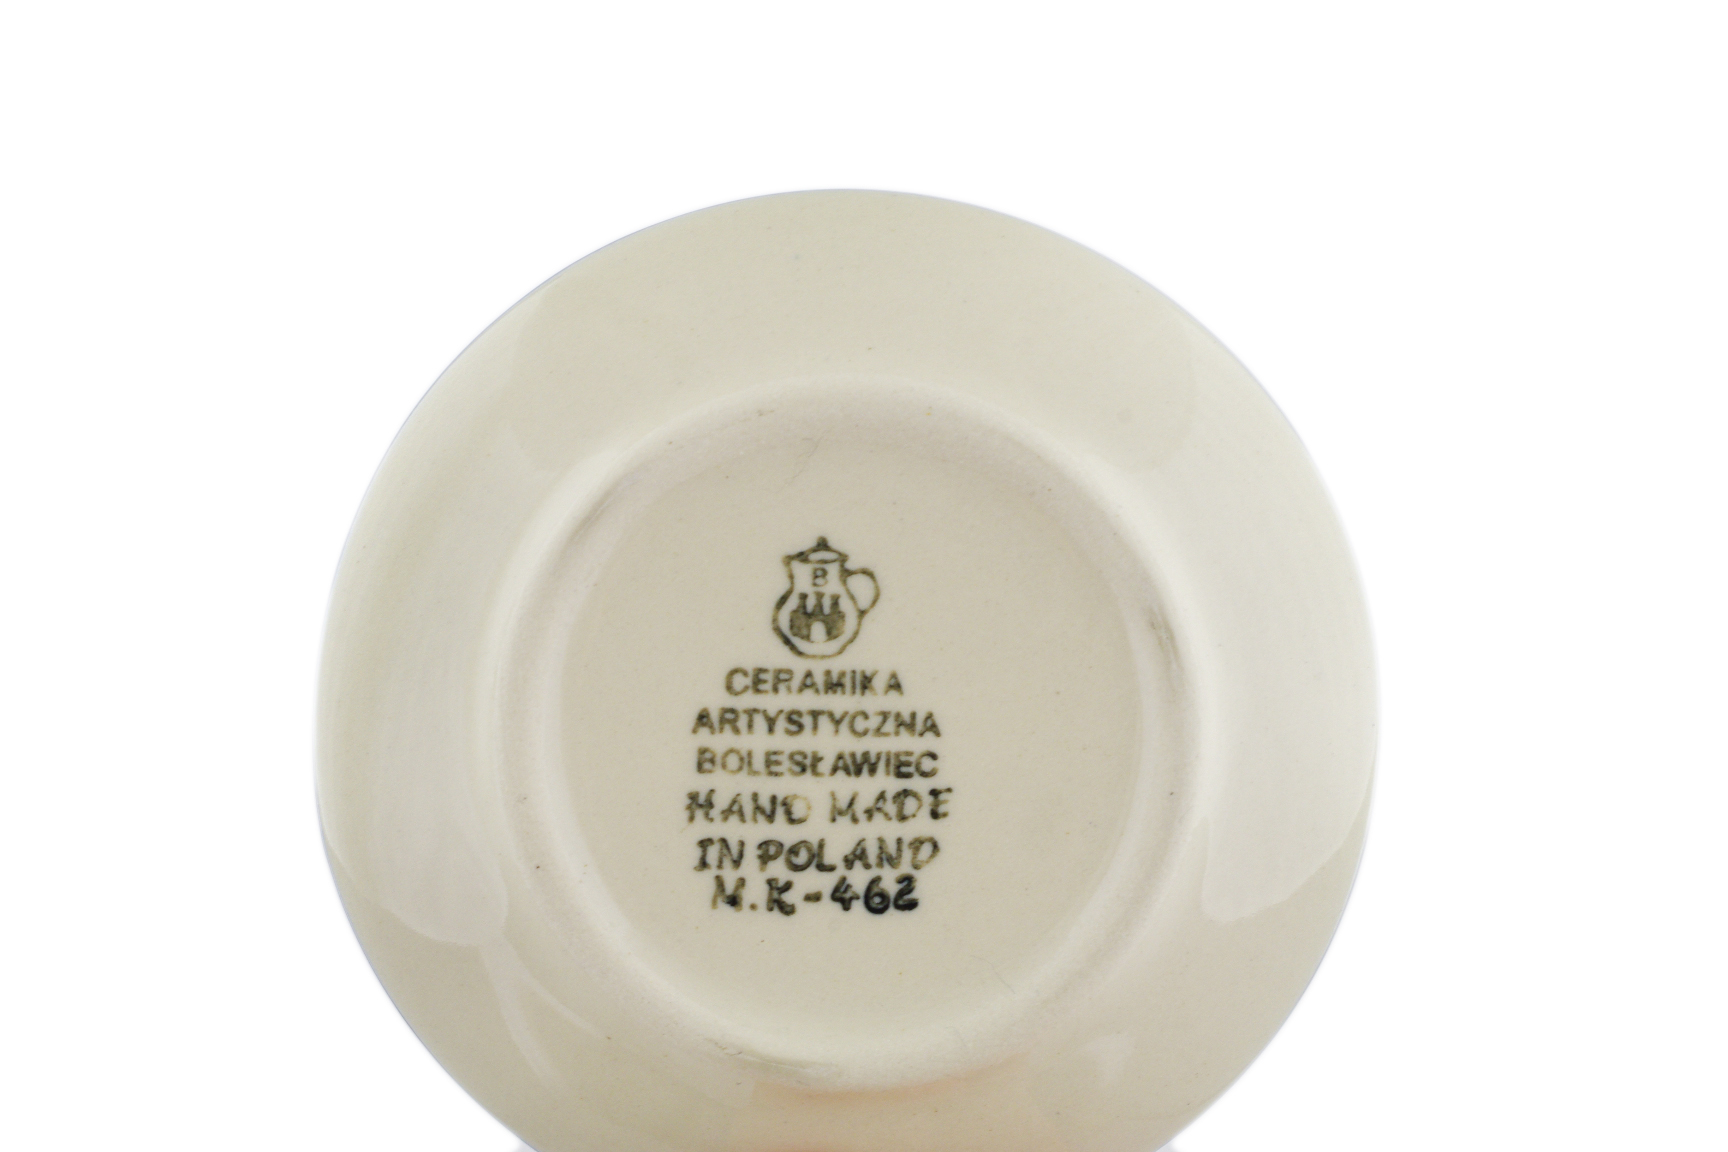 B
CERAMIKA
ARTYSTYCZNA
BOLESŁAWIEC
HAND MADE
IN POLAND
M.K-462